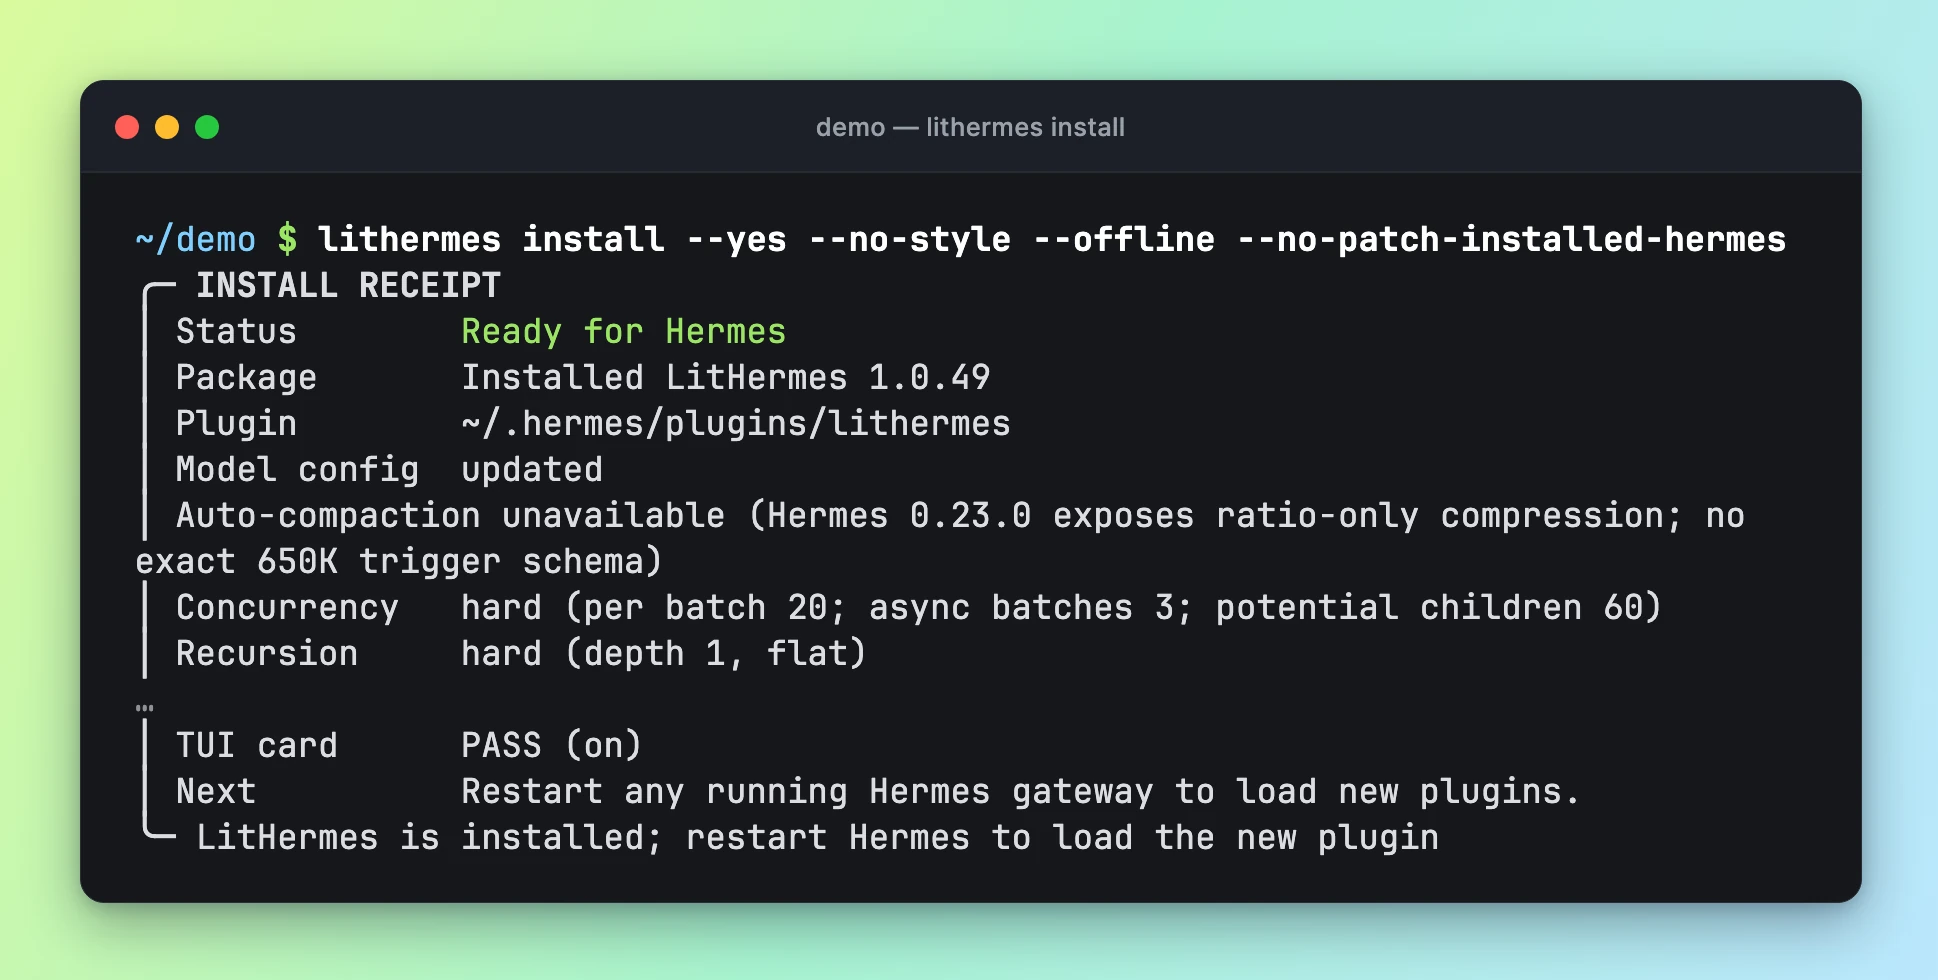 demo — lithermes install
~/demo $ lithermes install --yes --no-style --offline --no-patch-installed-hermes
INSTALL RECEIPT
Status Ready for Hermes
Package Installed LitHermes 1.0.49
Plugin ~/.hermes/plugins/lithermes
Model config updated
Auto-compaction unavailable (Hermes 0.23.0 exposes ratio-only compression; no
exact 650K trigger schema)
Concurrency hard (per batch 20; async batches 3; potential children 60)
Recursion hard (depth 1, flat)
…
TUI card PASS (on)
Next Restart any running Hermes gateway to load new plugins.
LitHermes is installed; restart Hermes to load the new plugin